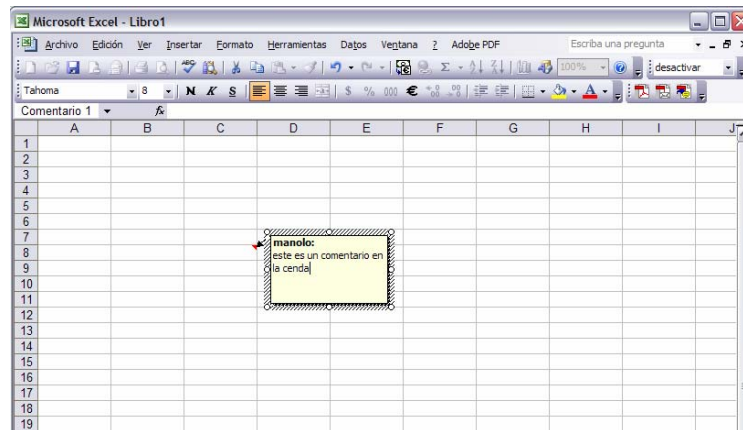 Microsoft Excel - Libro1
Archivo Edición Ver Insertar Formato Herramientas Datos Ventana ? Adobe PDF Escriba una pregunta
ABC Σ 100% desactivar
Tahoma 8 N K S $ % 000 €
Comentario 1 fx
A B C D E F G H I J
1
2
3
4
5
6
7
manolo:
8
este es un comentario en
9
la cenda
10
11
12
13
14
15
16
17
18
19